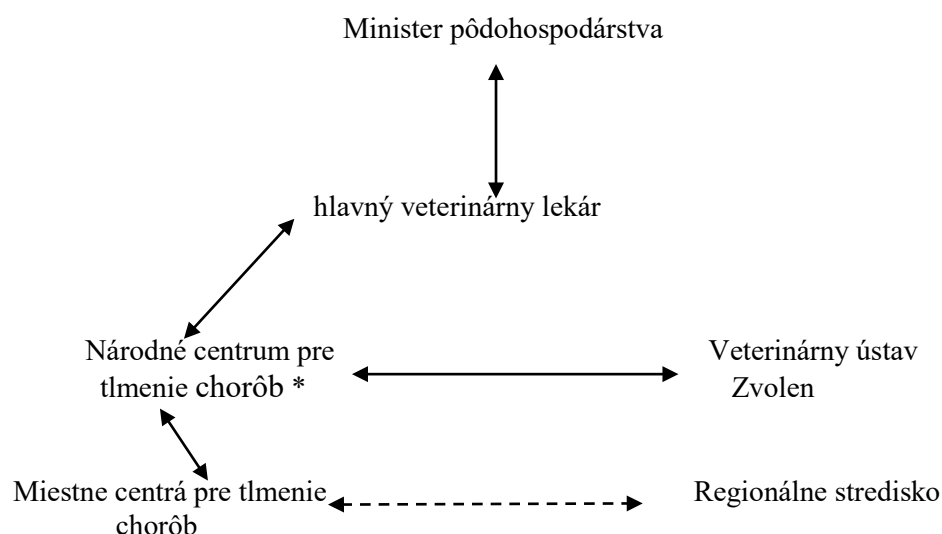 Minister pôdohospodárstva
hlavný veterinárny lekár
Národné centrum pre
tlmenie chorôb *
Veterinárny ústav
Zvolen
Miestne centrá pre tlmenie
chorôb
Regionálne stredisko